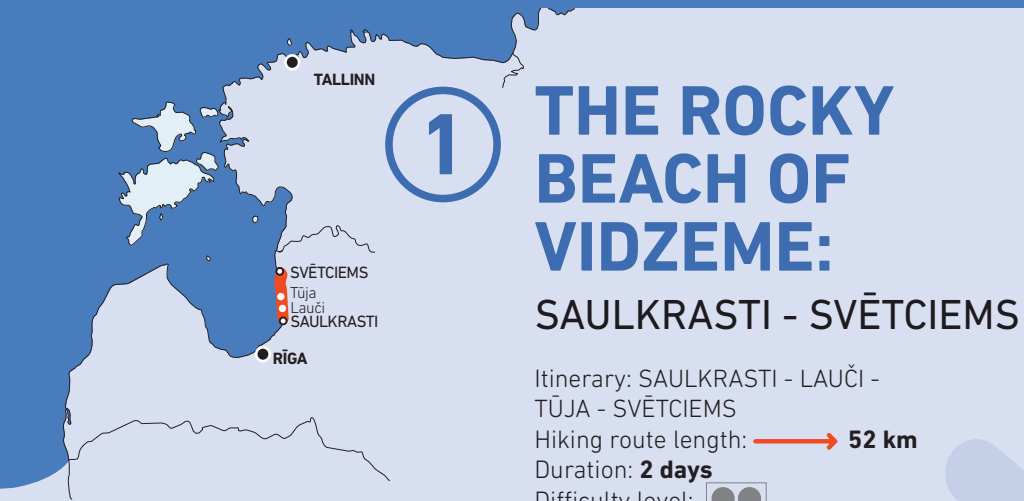 TALLINN
SVĒTCIEMS
Tūja
Lauči
SAULKRASTI
RĪGA
1
THE ROCKY
BEACH OF
VIDZEME:
SAULKRASTI - SVĒTCIEMS
Itinerary: SAULKRASTI - LAUČI -
TŪJA - SVĒTCIEMS
Hiking route length: 52 km
Duration: 2 days
Difficulty level: